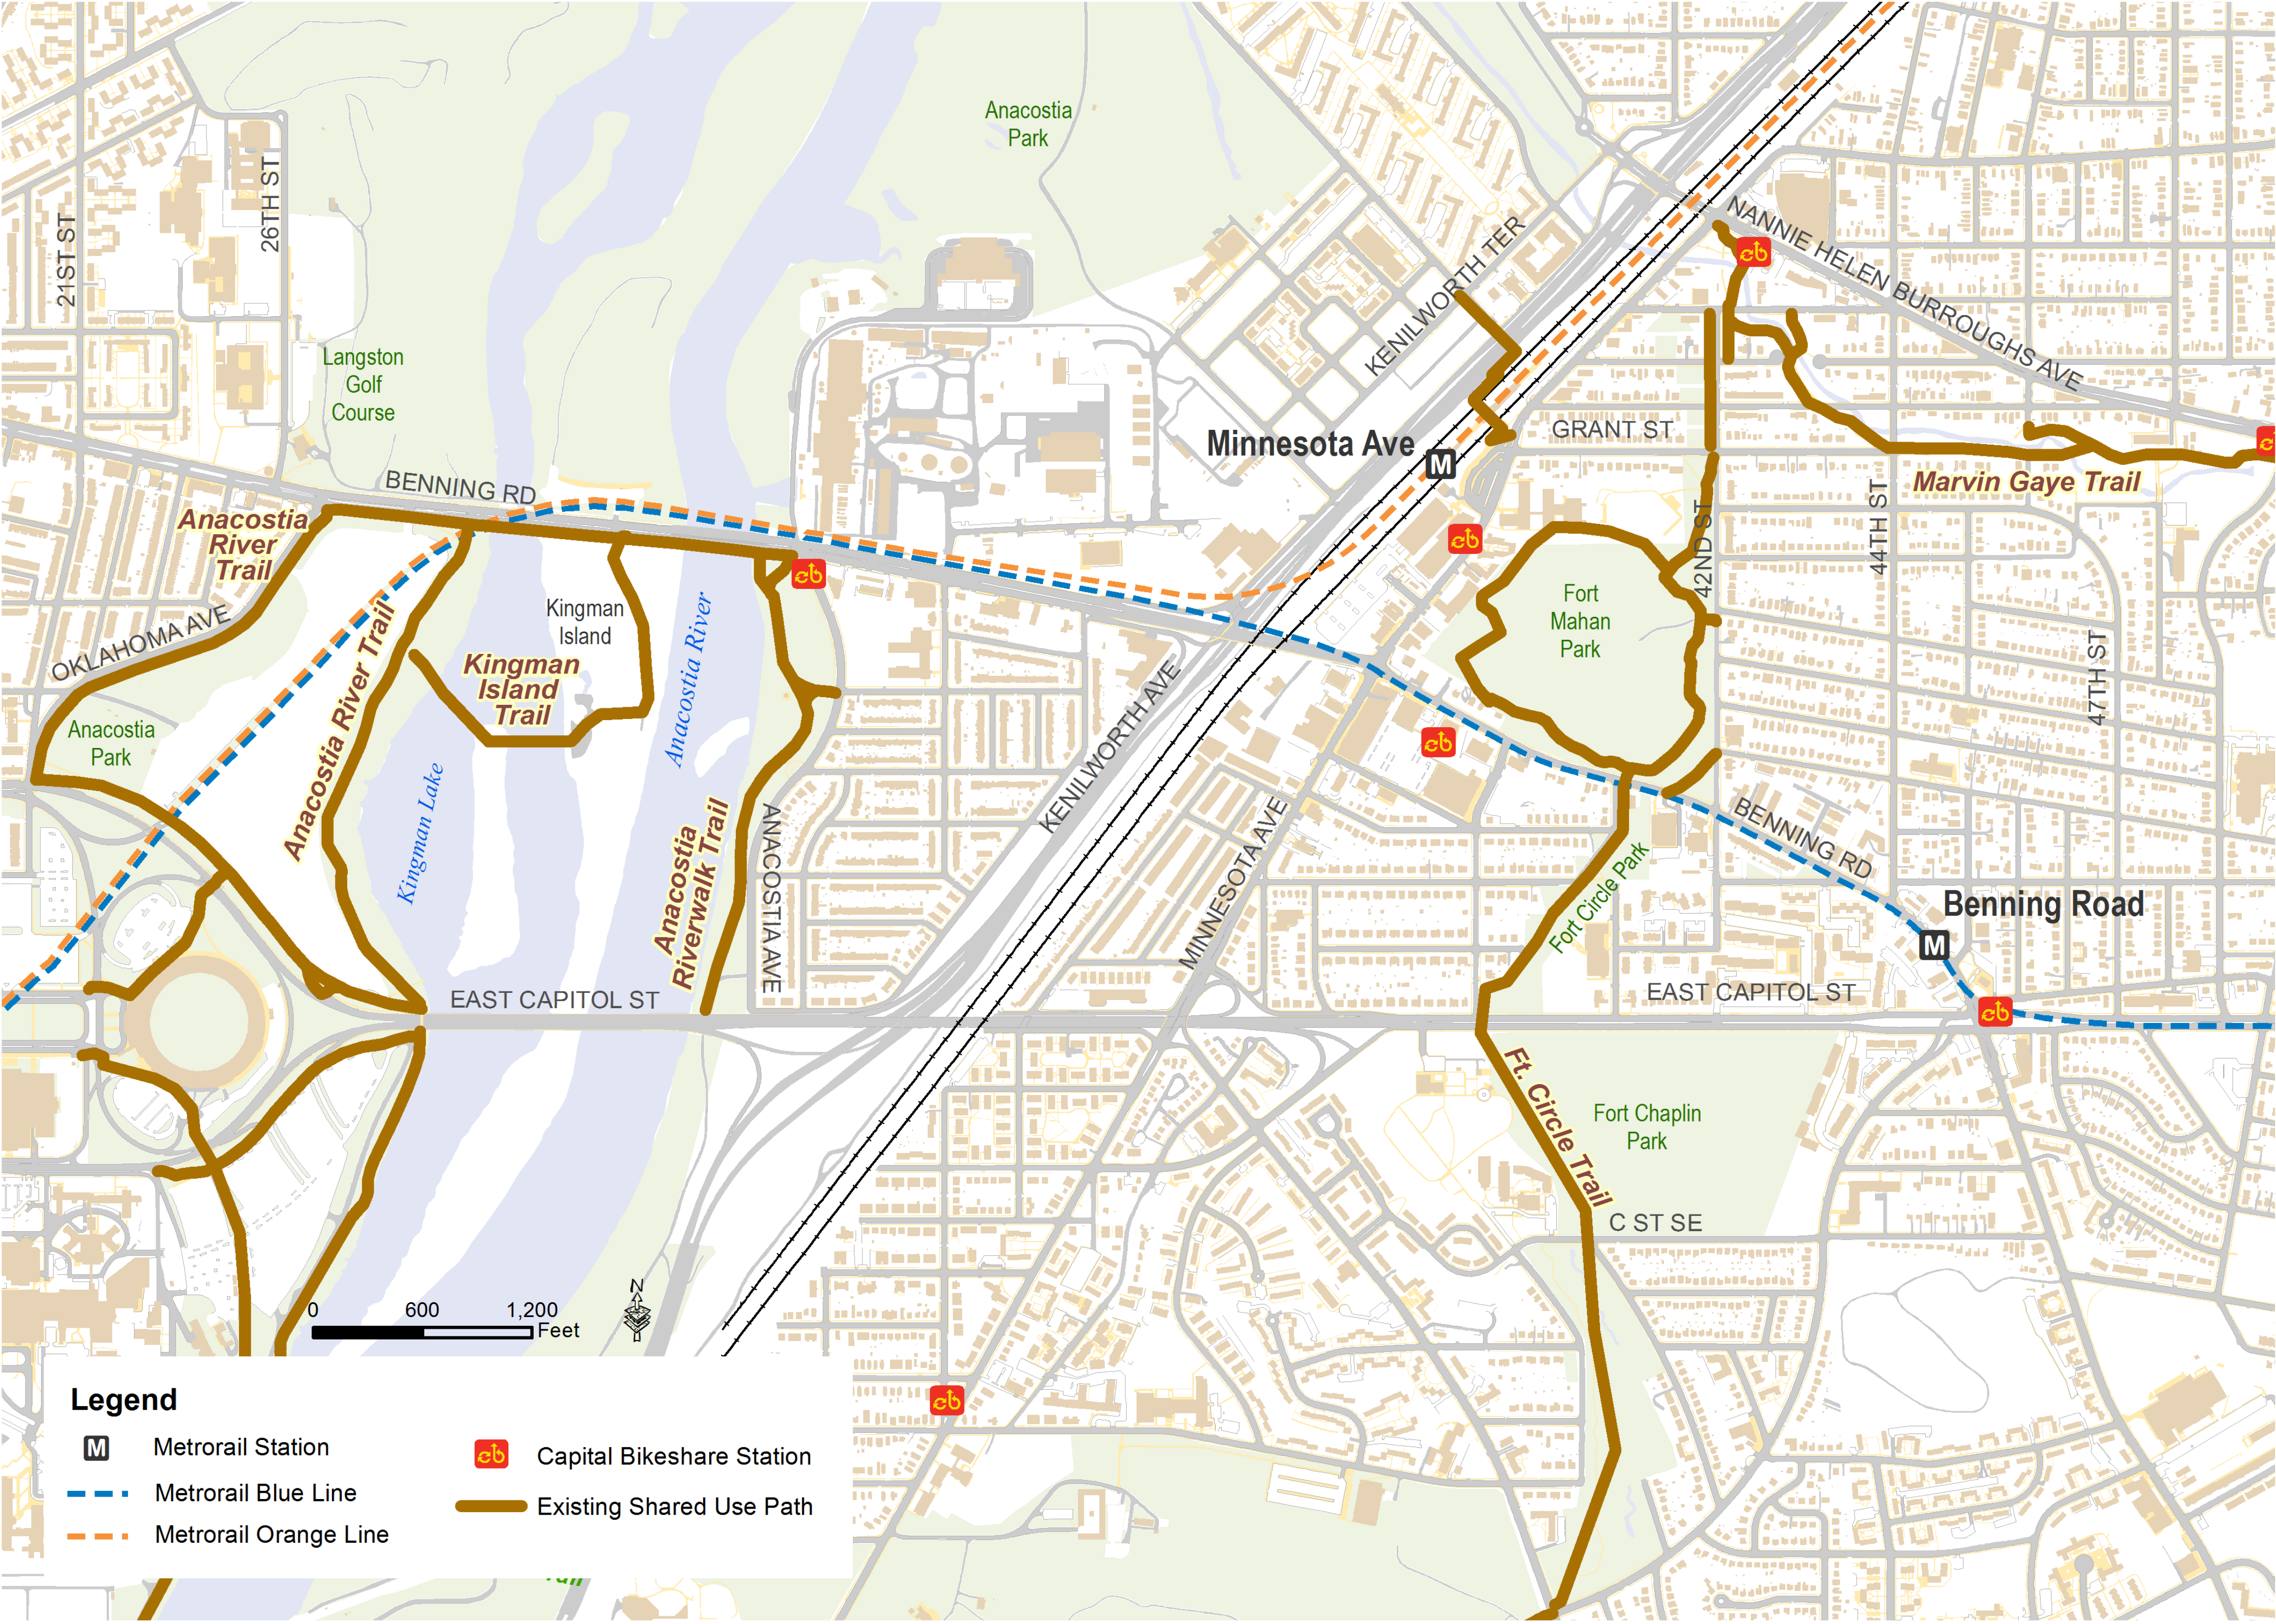 Anacostia
Park
26TH ST
21ST ST
NANNIE HELEN BURROUGHS AVE
KENILWORTH TER
Langston
Golf
Course
Minnesota Ave
M
GRANT ST
BENNING RD
Marvin Gaye Trail
Anacostia
River
Trail
42ND ST
44TH ST
Kingman
Island
Fort
Mahan
Park
OKLAHOMA AVE
Anacostia River Trail
Kingman
Island
Trail
Anacostia River
47TH ST
Anacostia
Park
KENILWORTH AVE
Kingman Lake
Anacostia
Riverwalk Trail
ANACOSTIA AVE
MINNESOTA AVE
BENNING RD
Fort Circle Park
Benning Road
M
EAST CAPITOL ST
EAST CAPITOL ST
Ft. Circle Trail
Fort Chaplin
Park
C ST SE
N
0 600 1,200
Feet
Legend
M Metrorail Station
Metrorail Blue Line
Metrorail Orange Line
cb Capital Bikeshare Station
Existing Shared Use Path